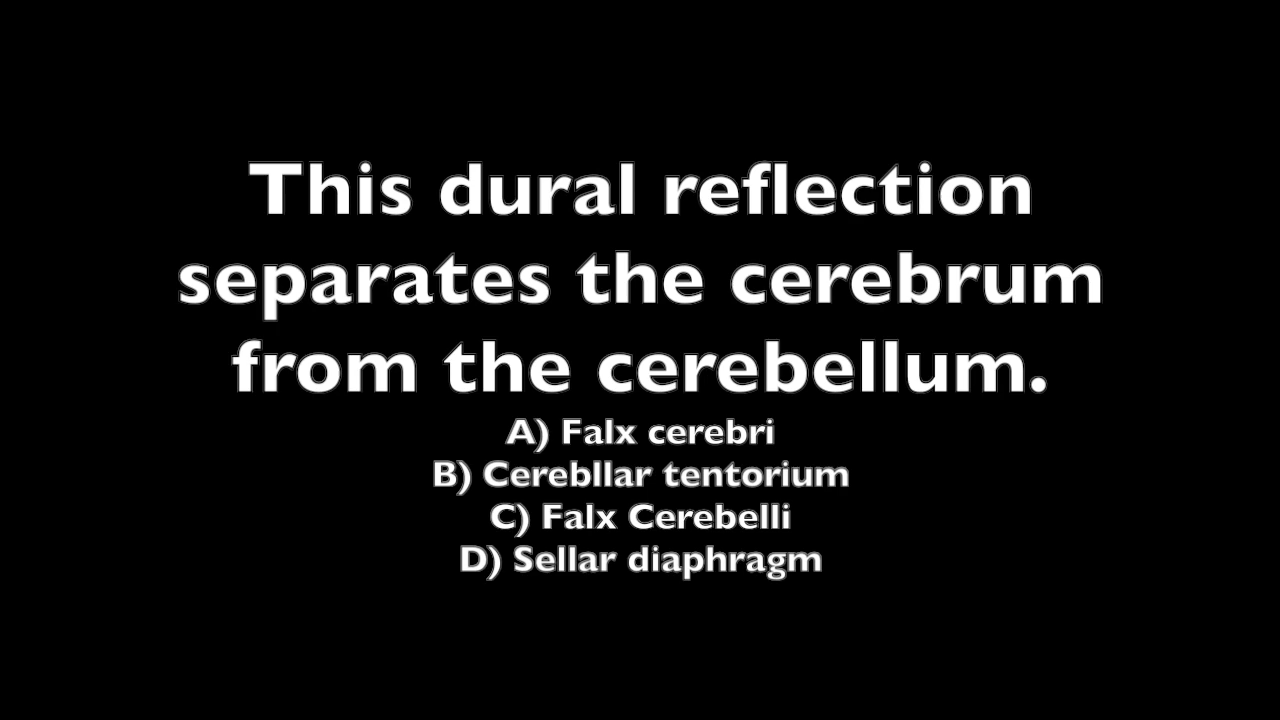 This dural reflection
separates the cerebrum
from the cerebellum.
A) Falx cerebri
B) Cerebllar tentorium
C) Falx Cerebelli
D) Sellar diaphragm